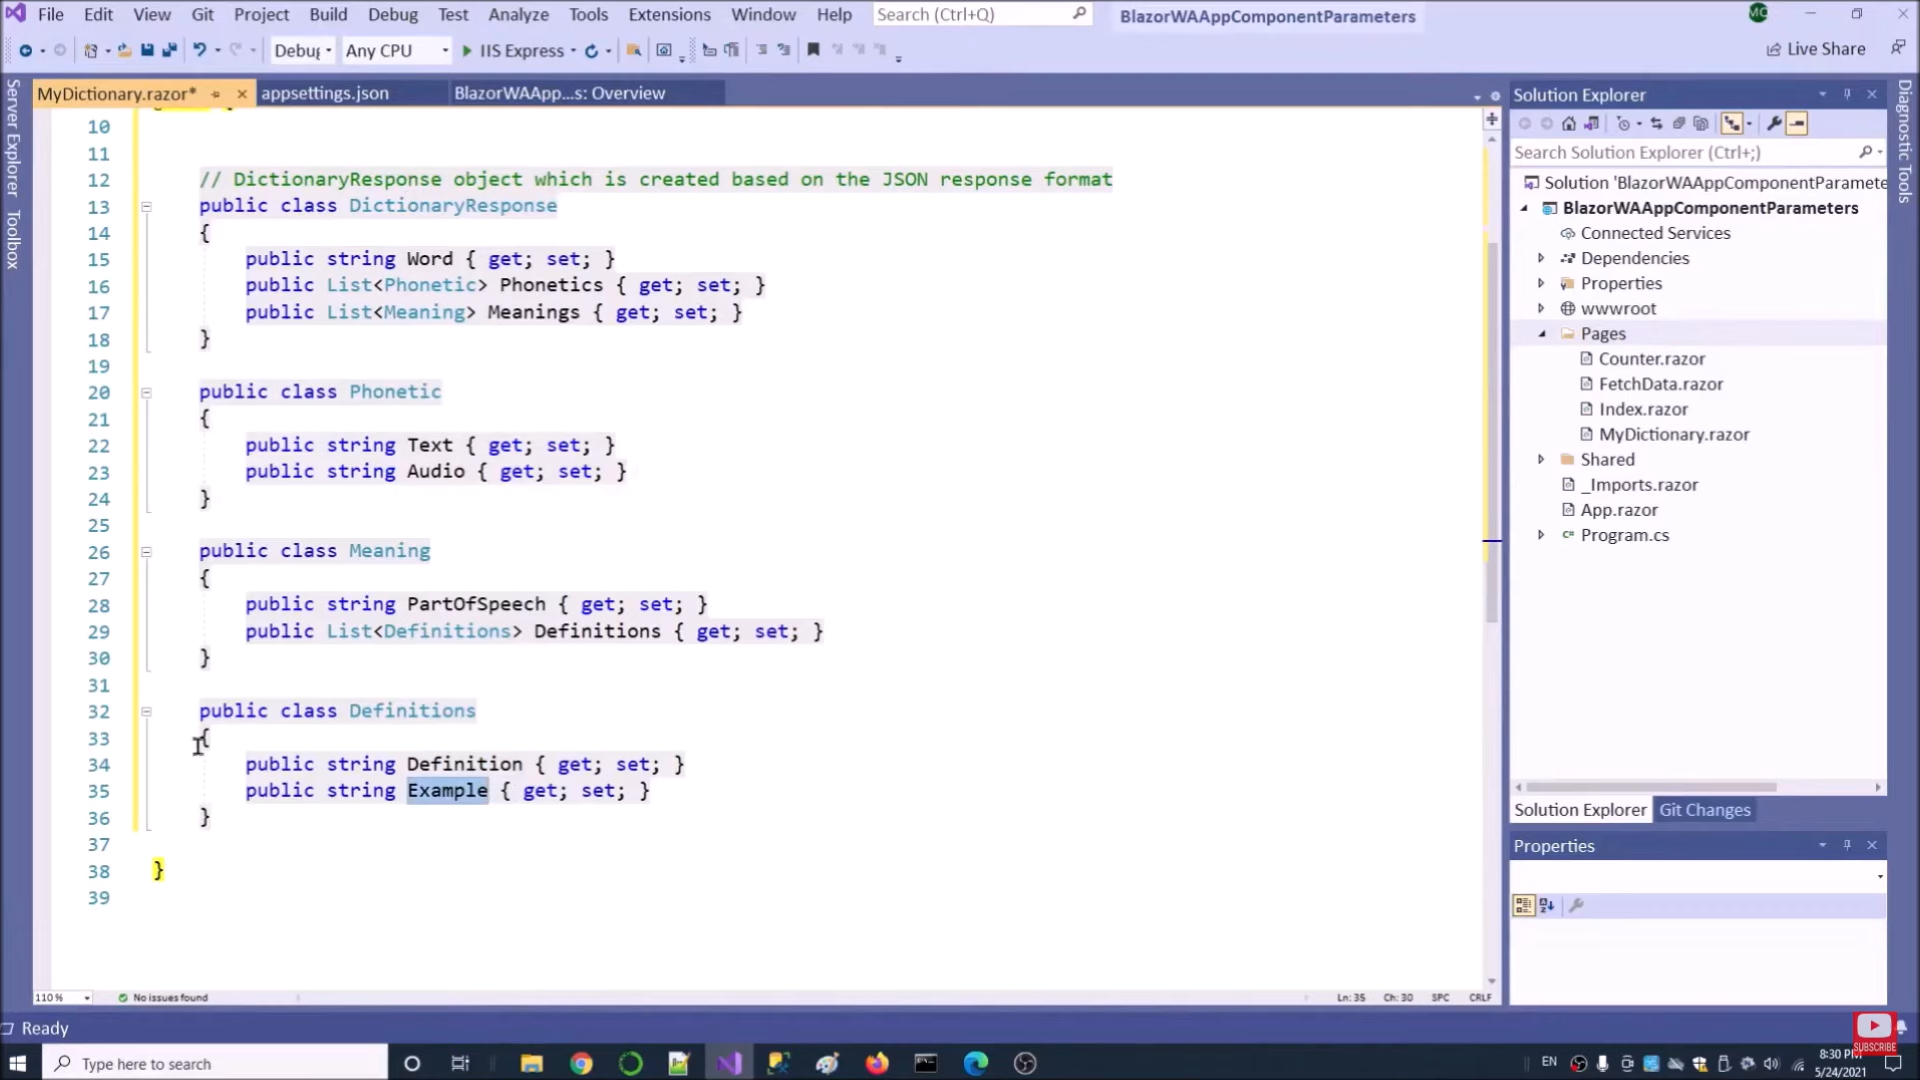 File Edit View Git Project Build Debug Test Analyze Tools Extensions Window Help Search (Ctrl+Q) BlazorWAAppComponentParameters MC
Debug Any CPU IIS Express Live Share
Server Explorer Toolbox
MyDictionary.razor* appsettings.json BlazorWAApp...s: Overview
10
11
12 // DictionaryResponse object which is created based on the JSON response format
13 public class DictionaryResponse
14 {
15 public string Word { get; set; }
16 public List<Phonetic> Phonetics { get; set; }
17 public List<Meaning> Meanings { get; set; }
18 }
19
20 public class Phonetic
21 {
22 public string Text { get; set; }
23 public string Audio { get; set; }
24 }
25
26 public class Meaning
27 {
28 public string PartOfSpeech { get; set; }
29 public List<Definitions> Definitions { get; set; }
30 }
31
32 public class Definitions
33 {
34 public string Definition { get; set; }
35 public string Example { get; set; }
36 }
37
38 }
39
110 % No issues found Ln: 35 Ch: 30 SPC CRLF
Solution Explorer
Search Solution Explorer (Ctrl+;)
Solution 'BlazorWAAppComponentParamete
BlazorWAAppComponentParameters
Connected Services
Dependencies
Properties
wwwroot
Pages
Counter.razor
FetchData.razor
Index.razor
MyDictionary.razor
Shared
_Imports.razor
App.razor
C# Program.cs
Solution Explorer Git Changes
Properties
Diagnostic Tools
Ready
SUBSCRIBE
Type here to search
EN
8:30 PM
5/24/2021